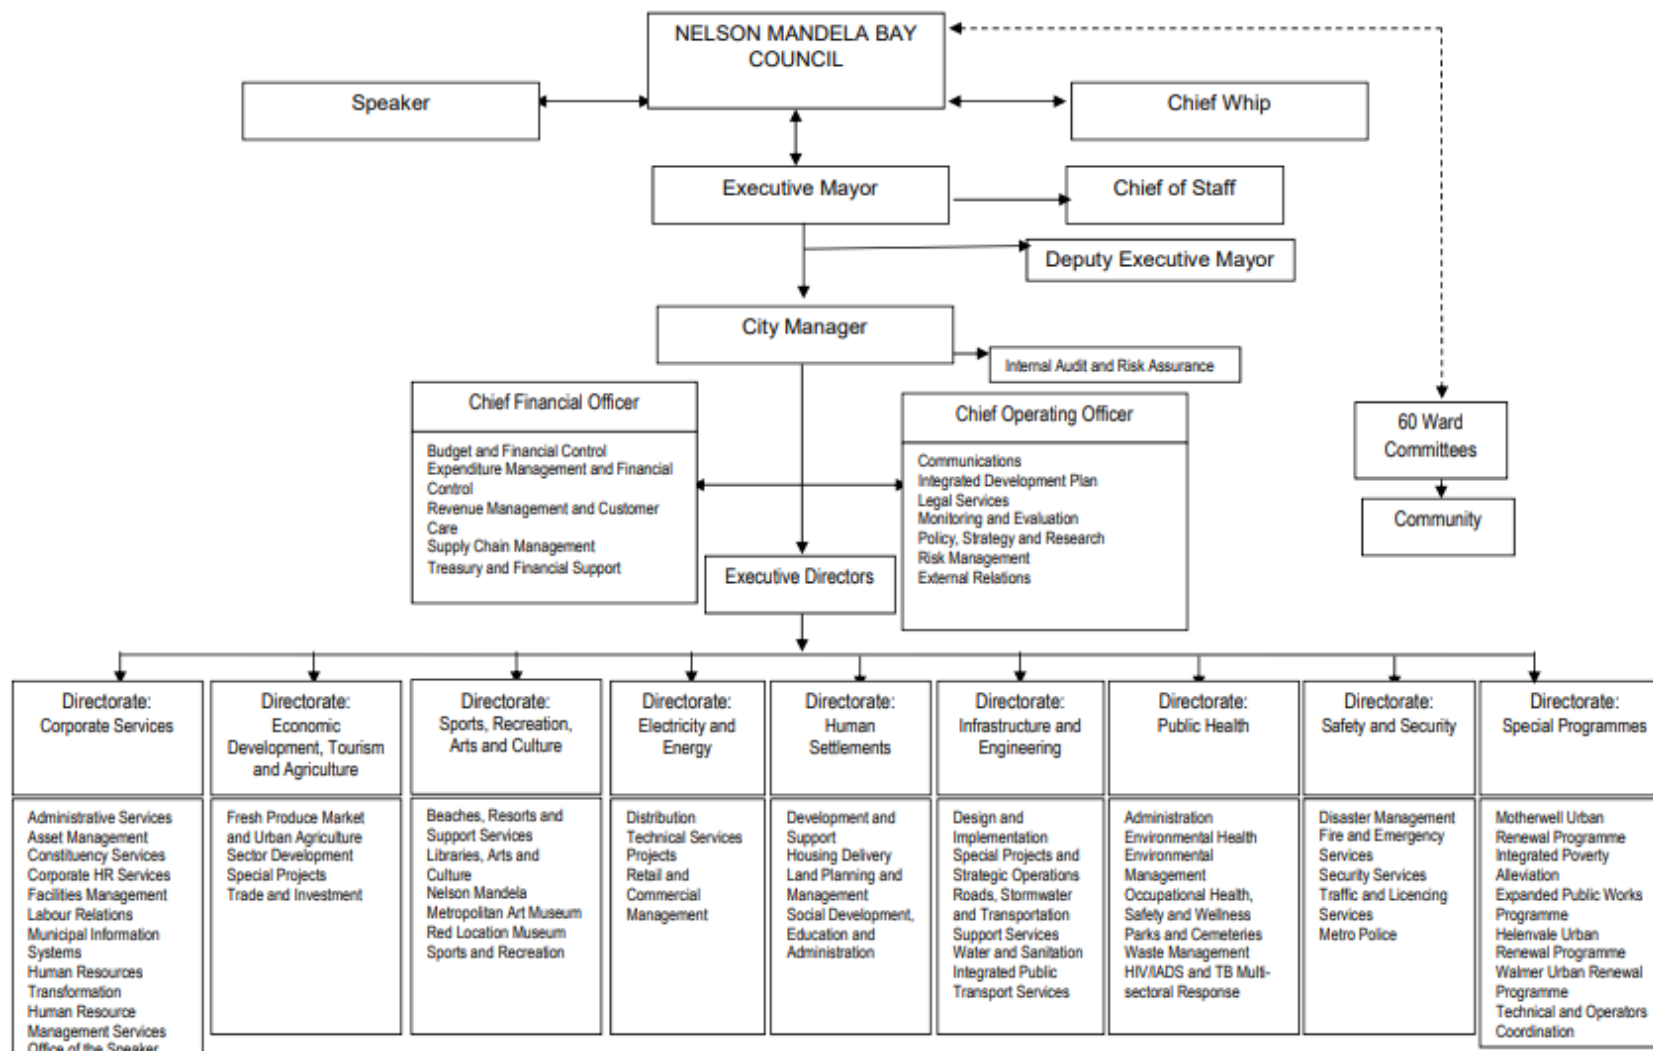 NELSON MANDELA BAY
COUNCIL
Speaker
Chief Whip
Executive Mayor
Chief of Staff
Deputy Executive Mayor
City Manager
Internal Audit and Risk Assurance
Chief Financial Officer
Budget and Financial Control
Expenditure Management and Financial
Control
Revenue Management and Customer
Care
Supply Chain Management
Treasury and Financial Support
Chief Operating Officer
Communications
Integrated Development Plan
Legal Services
Monitoring and Evaluation
Policy, Strategy and Research
Risk Management
External Relations
60 Ward
Committees
Community
Executive Directors
Directorate:
Corporate Services
Administrative Services
Asset Management
Constituency Services
Corporate HR Services
Facilities Management
Labour Relations
Municipal Information
Systems
Human Resources
Transformation
Human Resource
Management Services
Office of the Speaker
Directorate:
Economic
Development, Tourism
and Agriculture
Fresh Produce Market
and Urban Agriculture
Sector Development
Special Projects
Trade and Investment
Directorate:
Sports, Recreation,
Arts and Culture
Beaches, Resorts and
Support Services
Libraries, Arts and
Culture
Nelson Mandela
Metropolitan Art Museum
Red Location Museum
Sports and Recreation
Directorate:
Electricity and
Energy
Distribution
Technical Services
Projects
Retail and
Commercial
Management
Directorate:
Human
Settlements
Development and
Support
Housing Delivery
Land Planning and
Management
Social Development,
Education and
Administration
Directorate:
Infrastructure and
Engineering
Design and
Implementation
Special Projects and
Strategic Operations
Roads, Stormwater
and Transportation
Support Services
Water and Sanitation
Integrated Public
Transport Services
Directorate:
Public Health
Administration
Environmental Health
Environmental
Management
Occupational Health,
Safety and Wellness
Parks and Cemeteries
Waste Management
HIV/IADS and TB Multi-
sectoral Response
Directorate:
Safety and Security
Disaster Management
Fire and Emergency
Services
Security Services
Traffic and Licencing
Services
Metro Police
Directorate:
Special Programmes
Motherwell Urban
Renewal Programme
Integrated Poverty
Alleviation
Expanded Public Works
Programme
Helenvale Urban
Renewal Programme
Walmer Urban Renewal
Programme
Technical and Operators
Coordination